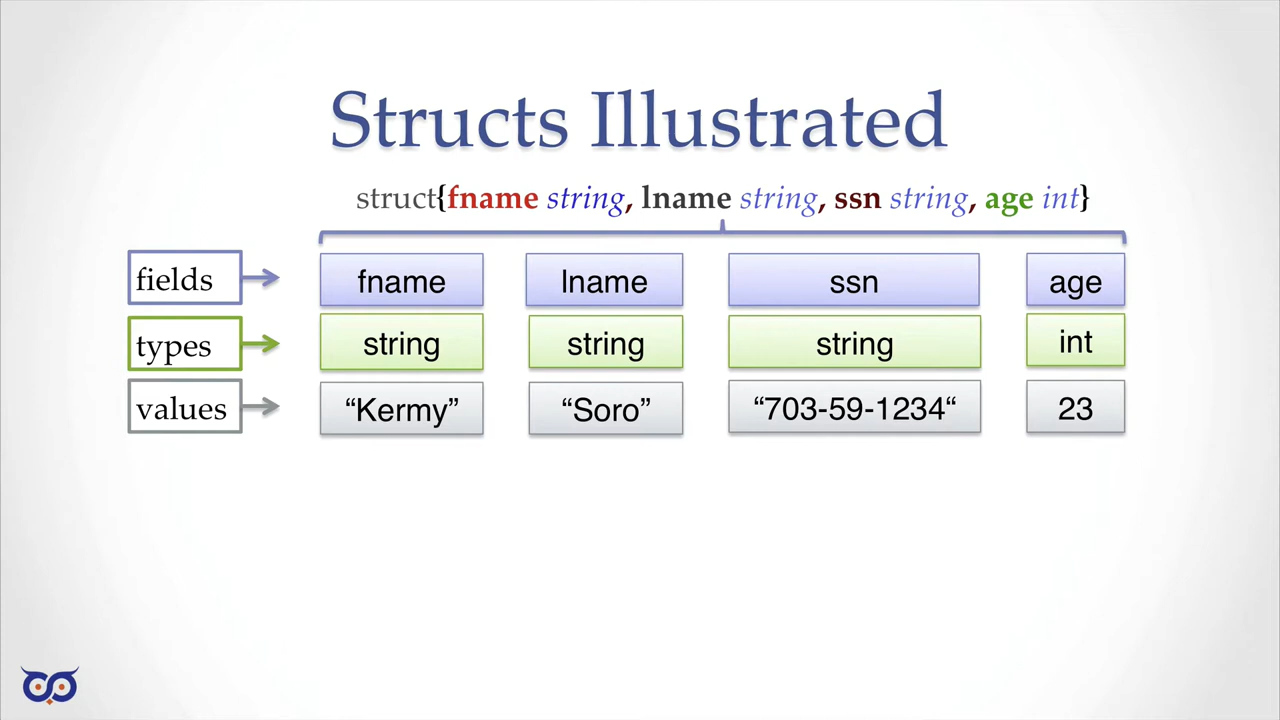 Structs Illustrated
struct{fname string, lname string, ssn string, age int}
fields fname lname ssn age
types string string string int
values “Kermy” “Soro” “703-59-1234“ 23